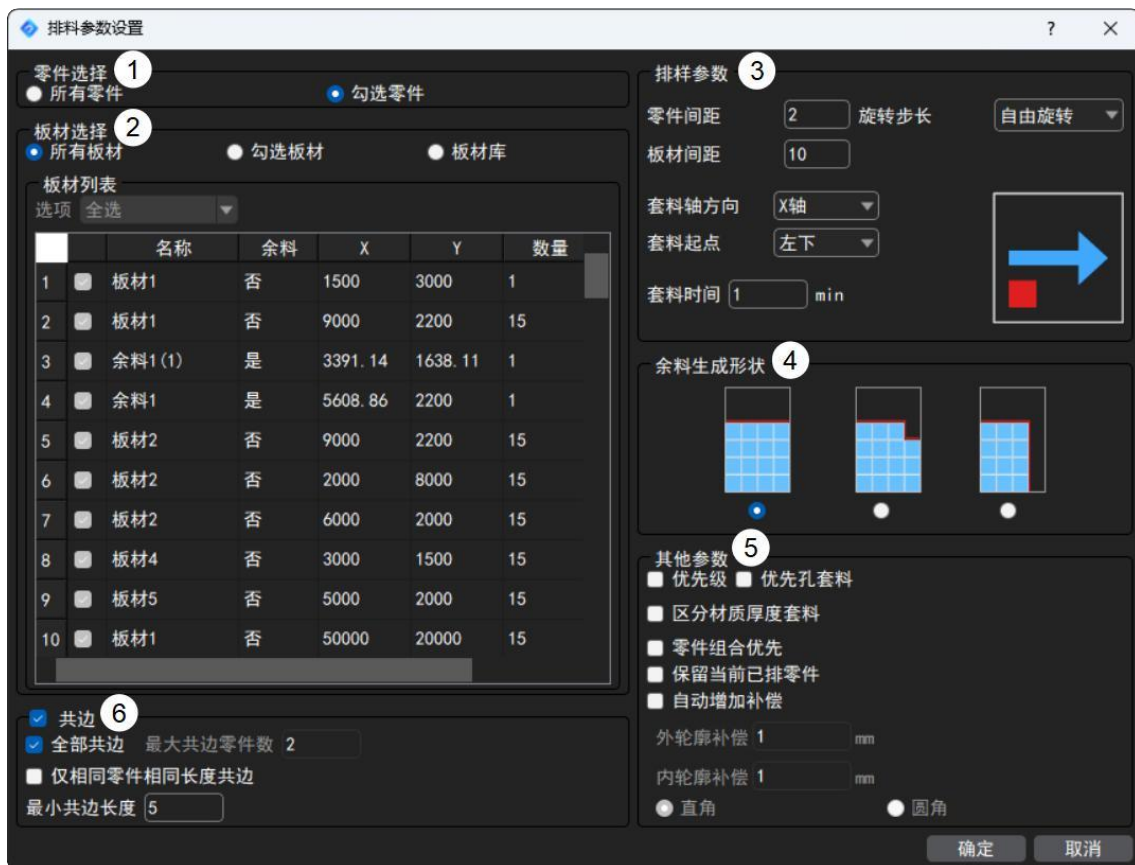 排料参数设置
?
零件选择 1
所有零件 勾选零件
板材选择 2
所有板材 勾选板材 板材库
板材列表
选项 全选
名称 余料 X Y 数量
1 板材1 否 1500 3000 1
2 板材1 否 9000 2200 15
3 余料1(1) 是 3391.14 1638.11 1
4 余料1 是 5608.86 2200 1
5 板材2 否 9000 2200 15
6 板材2 否 2000 8000 15
7 板材2 否 6000 2000 15
8 板材4 否 3000 1500 15
9 板材5 否 5000 2000 15
10 板材1 否 50000 20000 15
共边 6
全部共边 最大共边零件数 2
仅相同零件相同长度共边
最小共边长度 5
排样参数 3
零件间距 2 旋转步长 自由旋转
板材间距 10
套料轴方向 X轴
套料起点 左下
套料时间 1 min
余料生成形状 4
其他参数 5
优先级 优先孔套料
区分材质厚度套料
零件组合优先
保留当前已排零件
自动增加补偿
外轮廓补偿 1 mm
内轮廓补偿 1 mm
直角 圆角
确定 取消